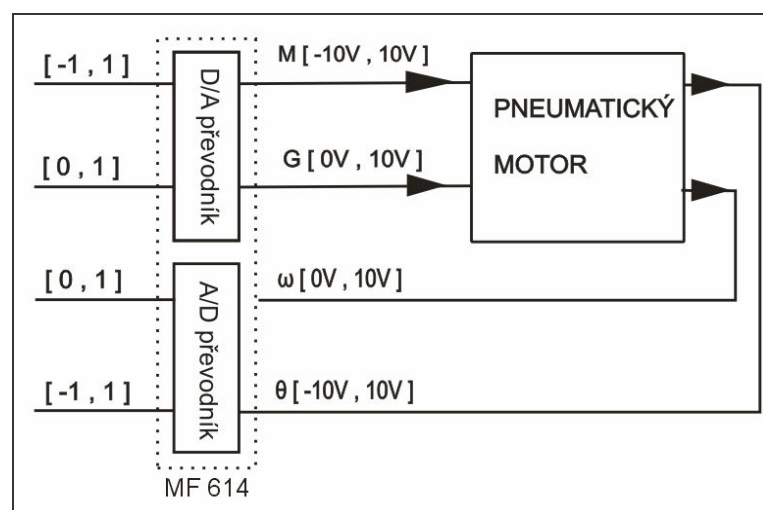 [ -1 , 1 ]
M [ -10V , 10V ]
D/A převodník
PNEUMATICKÝ
MOTOR
[ 0 , 1 ]
G [ 0V , 10V ]
[ 0 , 1 ]
ω [ 0V , 10V ]
A/D převodník
[ -1 , 1 ]
θ [ -10V , 10V ]
MF 614